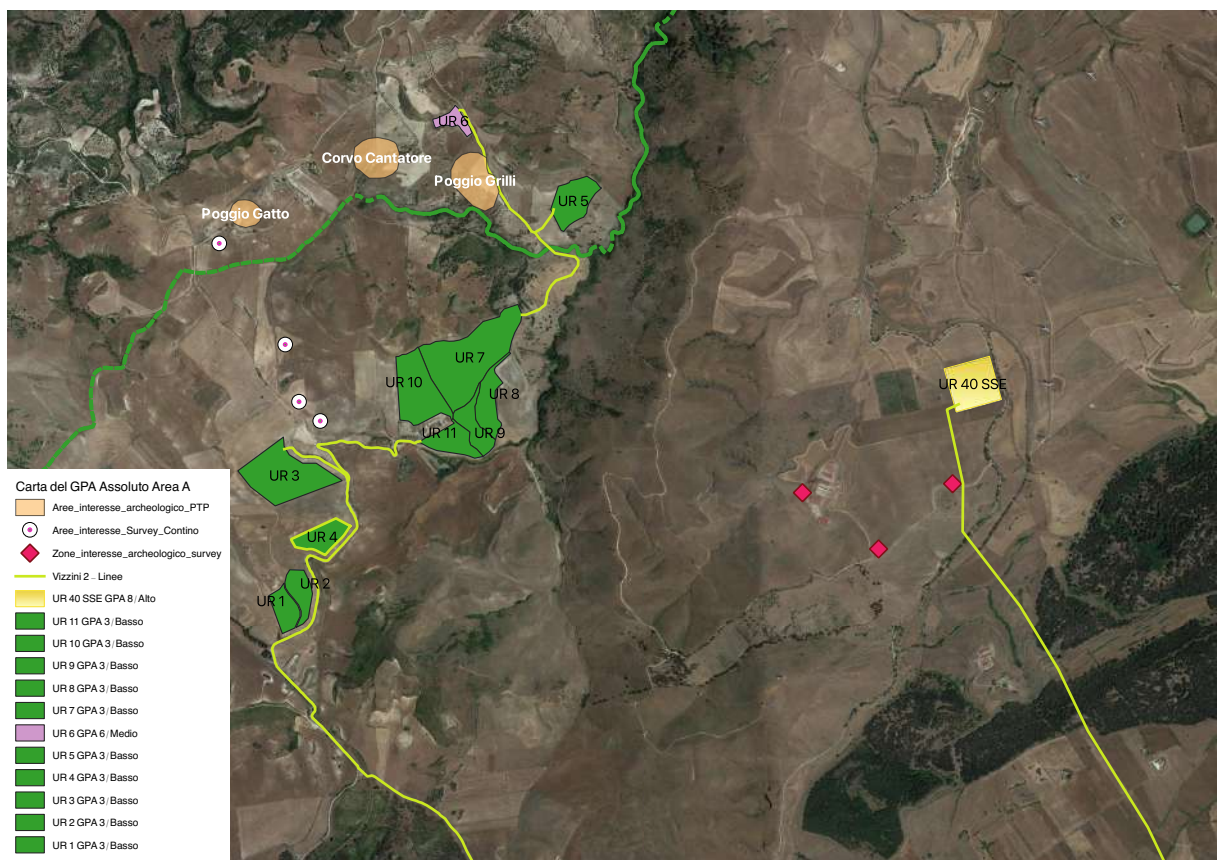 UR 6
Corvo Cantatore
Poggio Grilli
UR 5
Poggio Gatto
UR 7
UR 10
UR 8
UR 40 SSE
UR 11
UR 9
UR 3
UR 4
UR 2
UR 1
Carta del GPA Assoluto Area A
Aree_interesse_archeologico_PTP
Aree_interesse_Survey_Contino
Zone_interesse_archeologico_survey
Vizzini 2 - Linee
UR 40 SSE GPA 8/Alto
UR 11 GPA 3/Basso
UR 10 GPA 3/Basso
UR 9 GPA 3/Basso
UR 8 GPA 3/Basso
UR 7 GPA 3/Basso
UR 6 GPA 6/Medio
UR 5 GPA 3/Basso
UR 4 GPA 3/Basso
UR 3 GPA 3/Basso
UR 2 GPA 3/Basso
UR 1 GPA 3/Basso